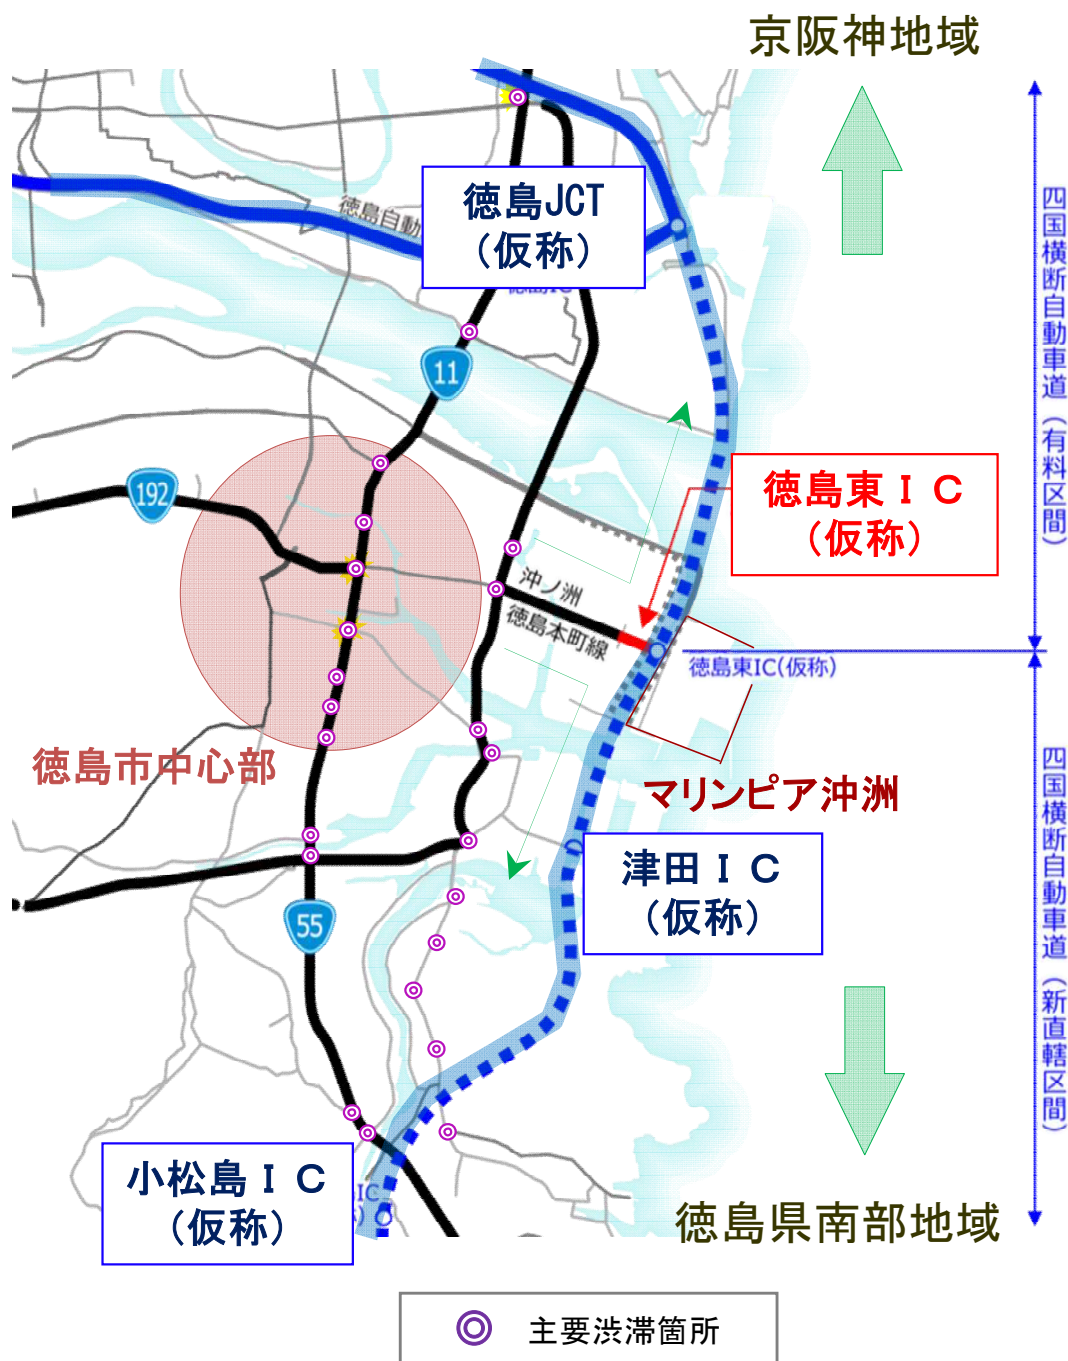 京阪神地域
徳島自動
徳島JCT
(仮称)
四国横断自動車道(有料区間)
11
192
徳島東IC
(仮称)
沖ノ洲
徳島本町線
徳島東IC(仮称)
徳島市中心部
マリンピア沖洲
四国横断自動車道(新直轄区間)
津田IC
(仮称)
55
小松島IC
(仮称)
徳島県南部地域
主要渋滞箇所